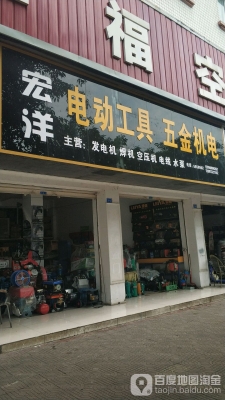 福空
宏洋
电动工具 五金机电
主营：发电机 焊机 空压机 电线 水泵
百度地图淘金
taojin.baidu.com